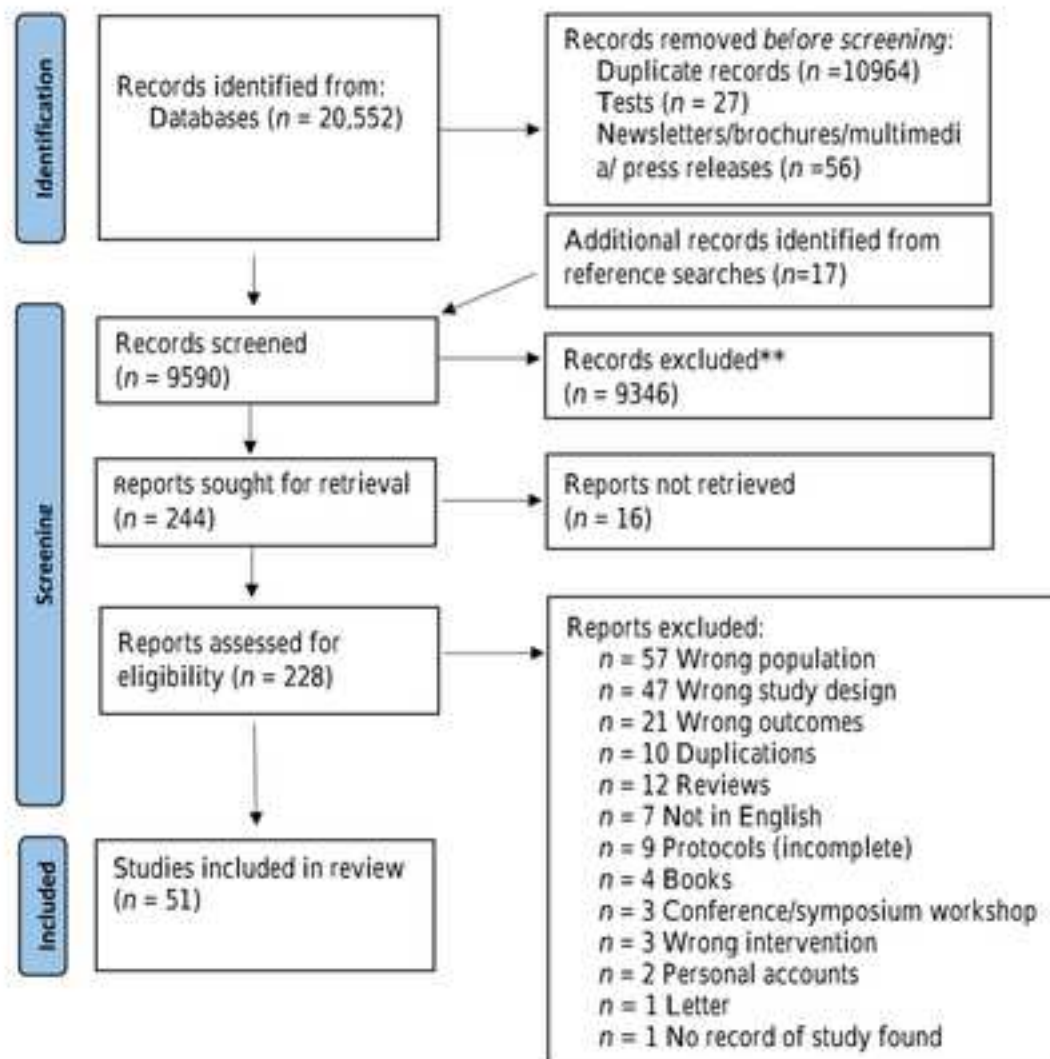 Identification
Records identified from:
Databases (n = 20,552)
Records removed before screening:
Duplicate records (n =10964)
Tests (n = 27)
Newsletters/brochures/multimedi
a/ press releases (n =56)
Additional records identified from
reference searches (n=17)
Screening
Records screened
(n = 9590)
Records excluded**
(n = 9346)
Reports sought for retrieval
(n = 244)
Reports not retrieved
(n = 16)
Reports assessed for
eligibility (n = 228)
Reports excluded:
n = 57 Wrong population
n = 47 Wrong study design
n = 21 Wrong outcomes
n = 10 Duplications
n = 12 Reviews
n = 7 Not in English
n = 9 Protocols (incomplete)
n = 4 Books
n = 3 Conference/symposium workshop
n = 3 Wrong intervention
n = 2 Personal accounts
n = 1 Letter
n = 1 No record of study found
Included
Studies included in review
(n = 51)